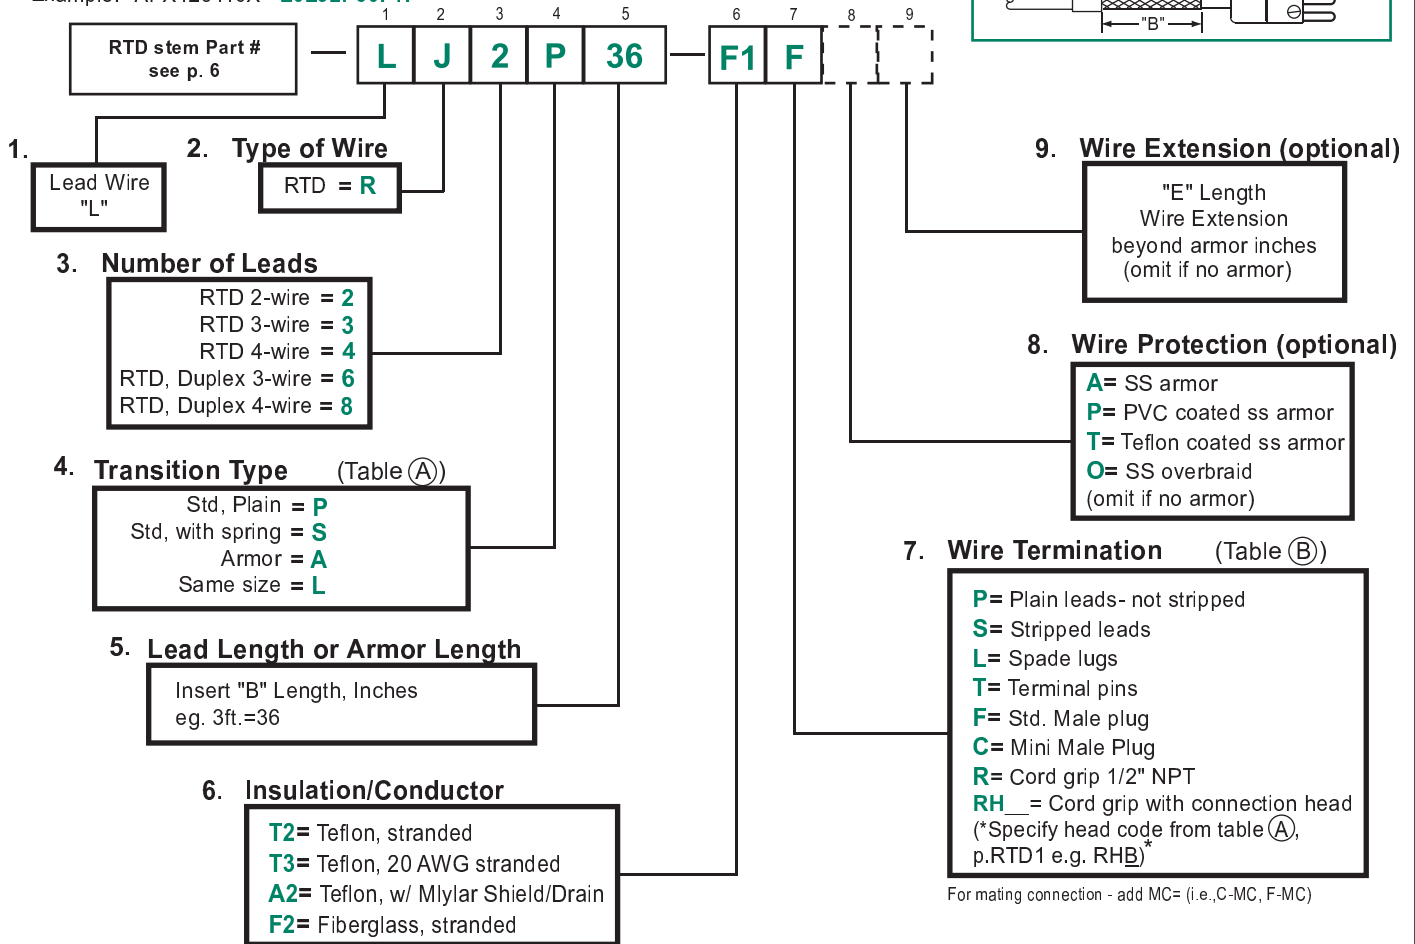 "B"
1 2 3 4 5 6 7 8 9
RTD stem Part #
see p. 6
L J 2 P 36 F1 F
1.
Lead Wire
"L"
2. Type of Wire
RTD = R
3. Number of Leads
RTD 2-wire = 2
RTD 3-wire = 3
RTD 4-wire = 4
RTD, Duplex 3-wire = 6
RTD, Duplex 4-wire = 8
4. Transition Type (Table A)
Std, Plain = P
Std, with spring = S
Armor = A
Same size = L
5. Lead Length or Armor Length
Insert "B" Length, Inches
eg. 3ft.=36
6. Insulation/Conductor
T2= Teflon, stranded
T3= Teflon, 20 AWG stranded
A2= Teflon, w/ Mlylar Shield/Drain
F2= Fiberglass, stranded
9. Wire Extension (optional)
"E" Length
Wire Extension
beyond armor inches
(omit if no armor)
8. Wire Protection (optional)
A= SS armor
P= PVC coated ss armor
T= Teflon coated ss armor
O= SS overbraid
(omit if no armor)
7. Wire Termination (Table B)
P= Plain leads- not stripped
S= Stripped leads
L= Spade lugs
T= Terminal pins
F= Std. Male plug
C= Mini Male Plug
R= Cord grip 1/2" NPT
RH__= Cord grip with connection head
(*Specify head code from table A,
p.RTD1 e.g. RHB)*
For mating connection - add MC= (i.e.,C-MC, F-MC)